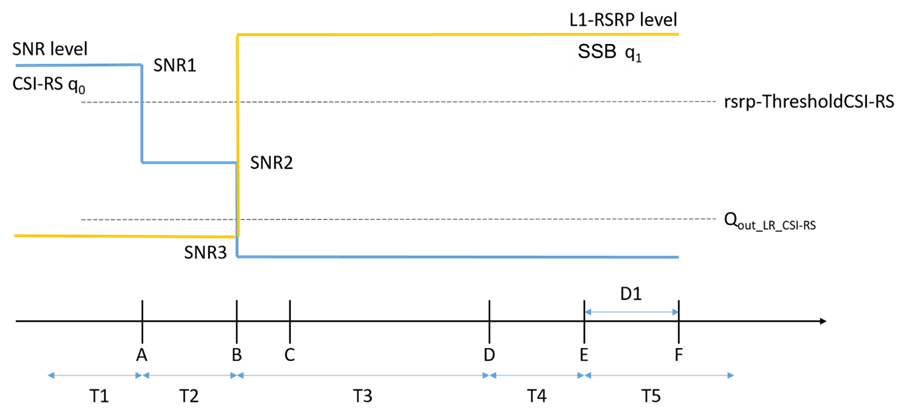 L1-RSRP level
SNR level
SNR1
SSB q1
CSI-RS q0
rsrp-ThresholdCSI-RS
SNR2
Qout_LR_CSI-RS
SNR3
D1
A
B
C
D
E
F
T1
T2
T3
T4
T5